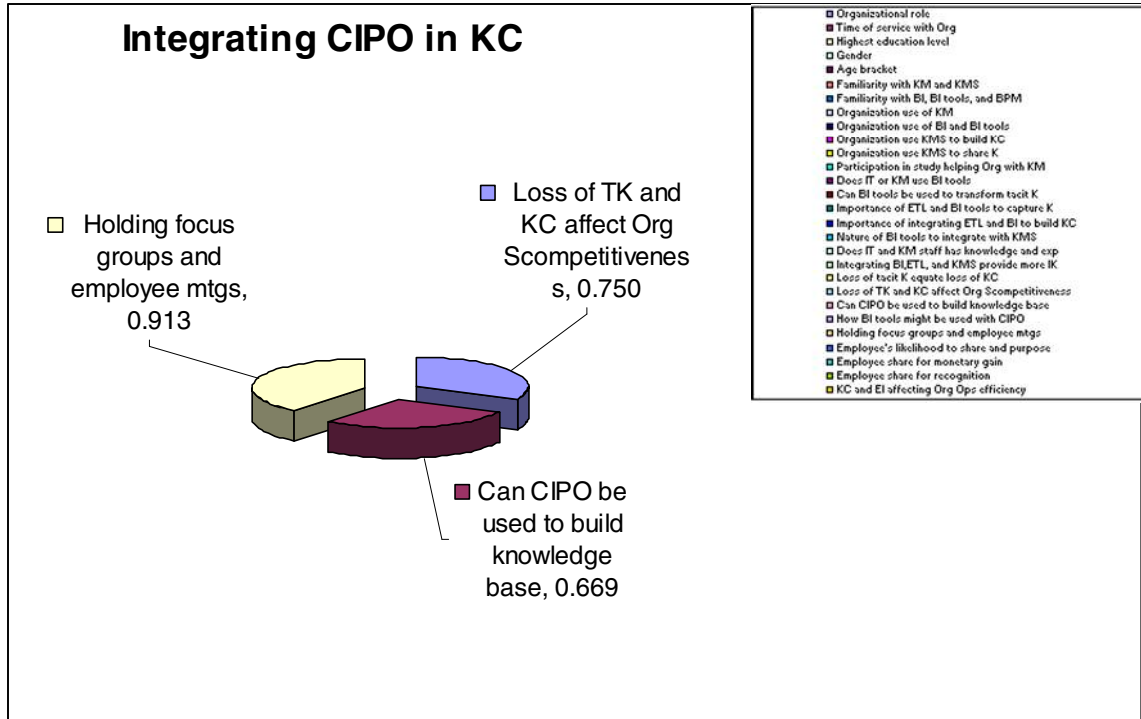 Integrating CIPO in KC
Holding focus
groups and
employee mtgs,
0.913
Loss of TK and
KC affect Org
Scompetitivenes
s, 0.750
Can CIPO be
used to build
knowledge
base, 0.669
Organizational role
Time of service with Org
Highest education level
Gender
Age bracket
Familiarity with KM and KMS
Familiarity with BI, BI tools, and BPM
Organization use of KM
Organization use of BI and BI tools
Organization use KMS to build KC
Organization use KMS to share K
Participation in study helping Org with KM
Does IT or KM use BI tools
Can BI tools be used to transform tacit K
Importance of ETL and BI tools to capture K
Importance of integrating ETL and BI to build KC
Nature of BI tools to integrate with KMS
Does IT and KM staff has knowledge and exp
Integrating BI,ETL, and KMS provide more IK
Loss of tacit K equate loss of KC
Loss of TK and KC affect Org Scompetitiveness
Can CIPO be used to build knowledge base
How BI tools might be used with CIPO
Holding focus groups and employee mtgs
Employee's likelihood to share and purpose
Employee share for monetary gain
Employee share for recognition
KC and EI affecting Org Ops efficiency